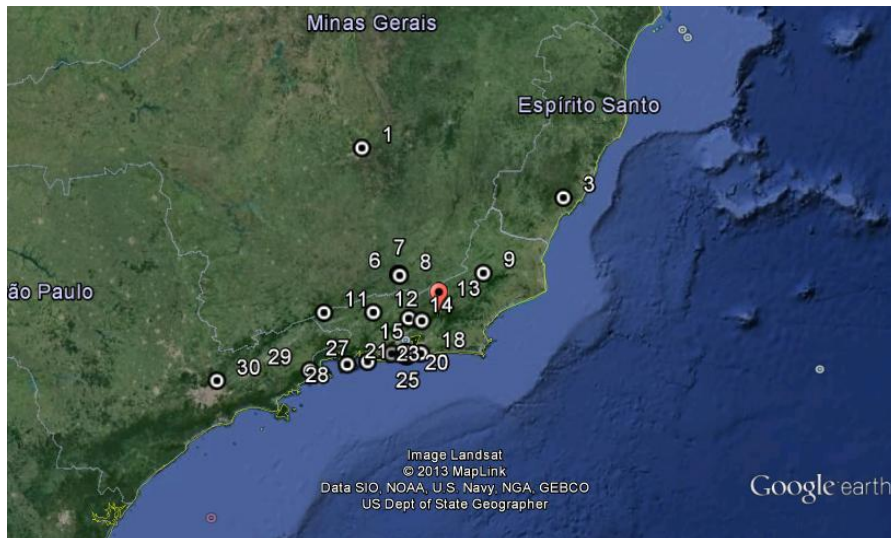 Minas Gerais
Espírito Santo
1
3
7
6
8
9
ão Paulo
13
11
12
14
15
18
27
21
23
20
30
29
28
25
Image Landsat
© 2013 MapLink
Data SIO, NOAA, U.S. Navy, NGA, GEBCO
US Dept of State Geographer
Google earth